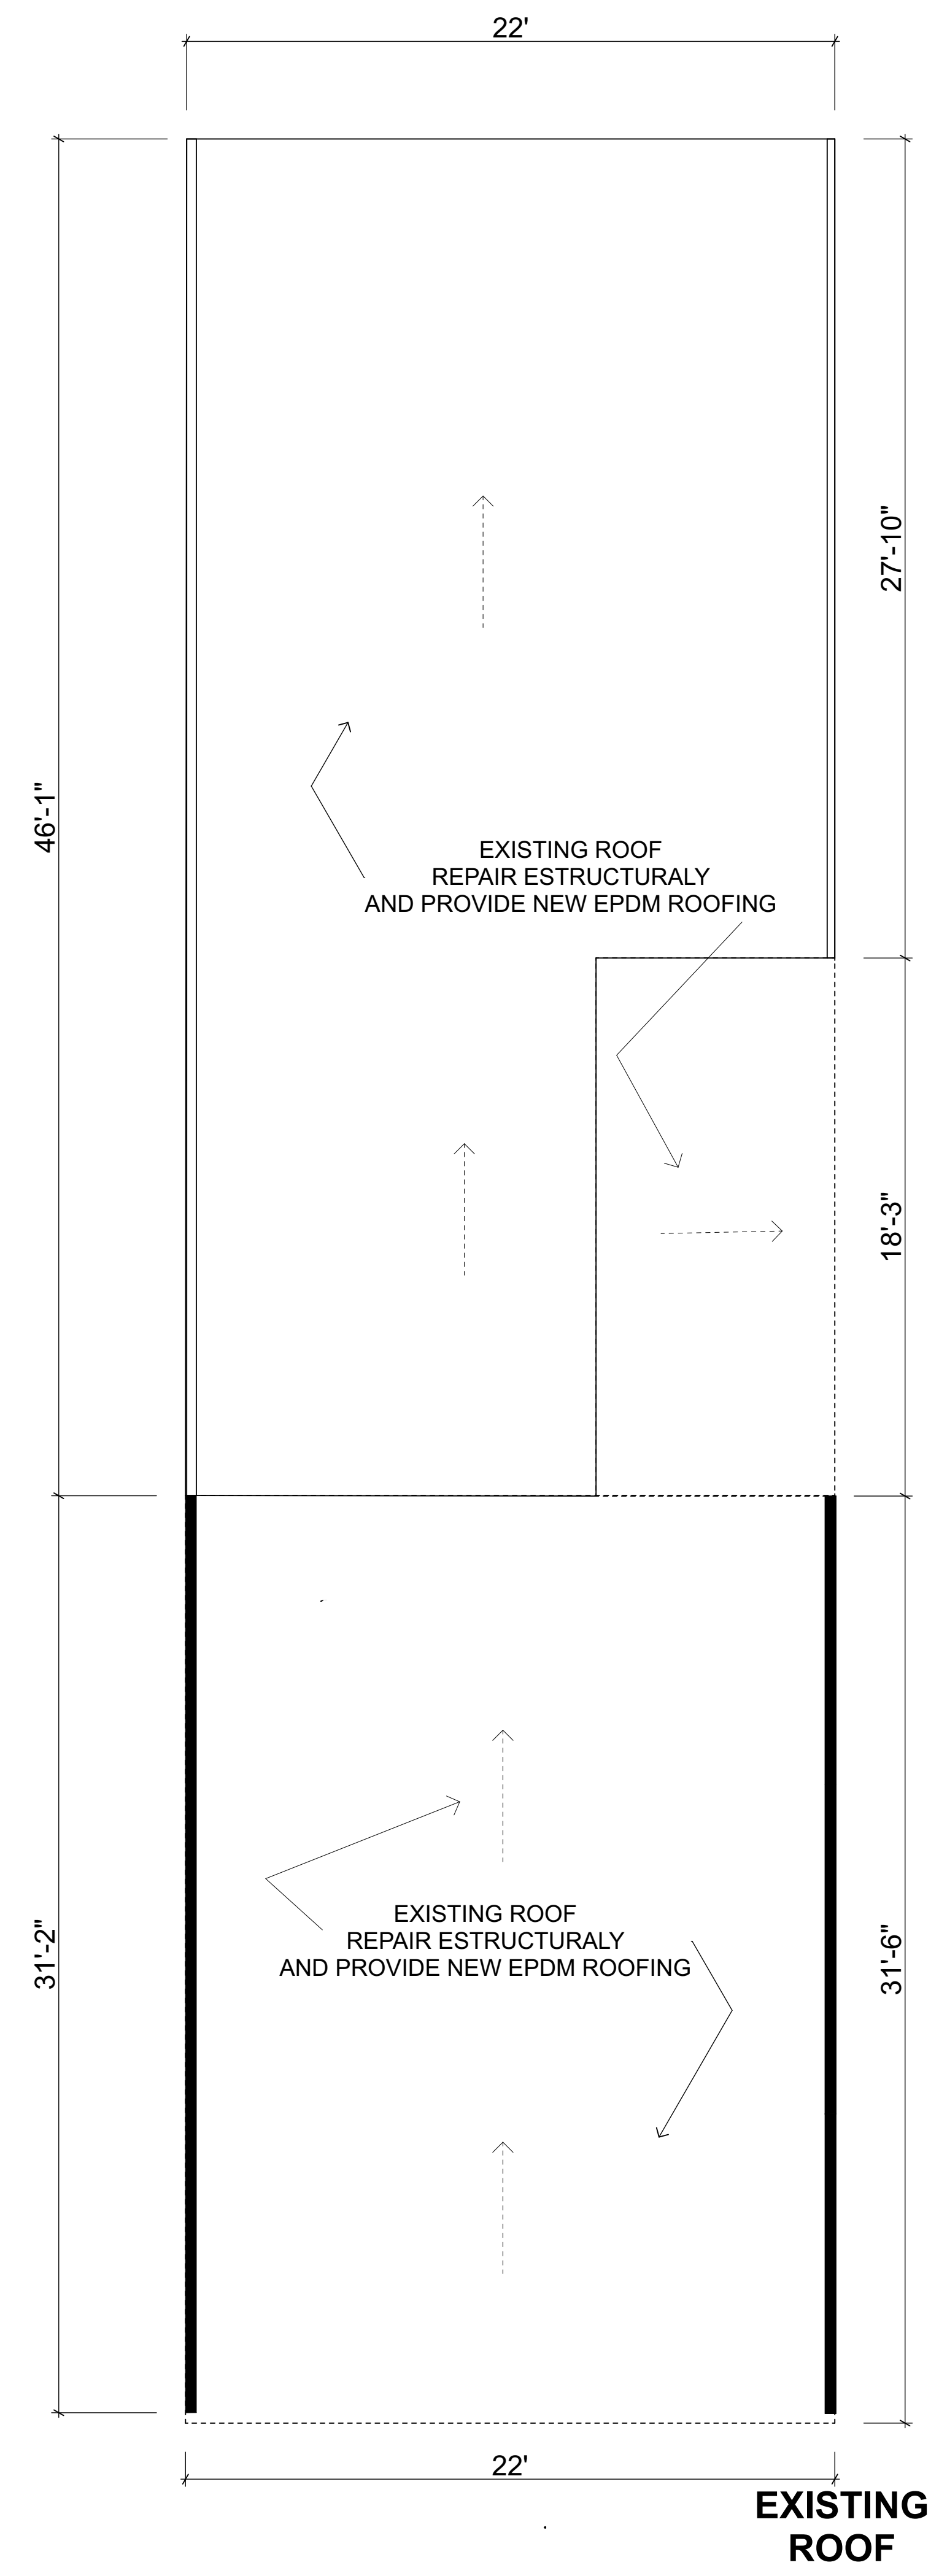 22'
27'-10"
46'-1"
EXISTING ROOF
REPAIR ESTRUCTURALY
AND PROVIDE NEW EPDM ROOFING
18'-3"
EXISTING ROOF
REPAIR ESTRUCTURALY
AND PROVIDE NEW EPDM ROOFING
31'-2"
31'-6"
22'
EXISTING
ROOF